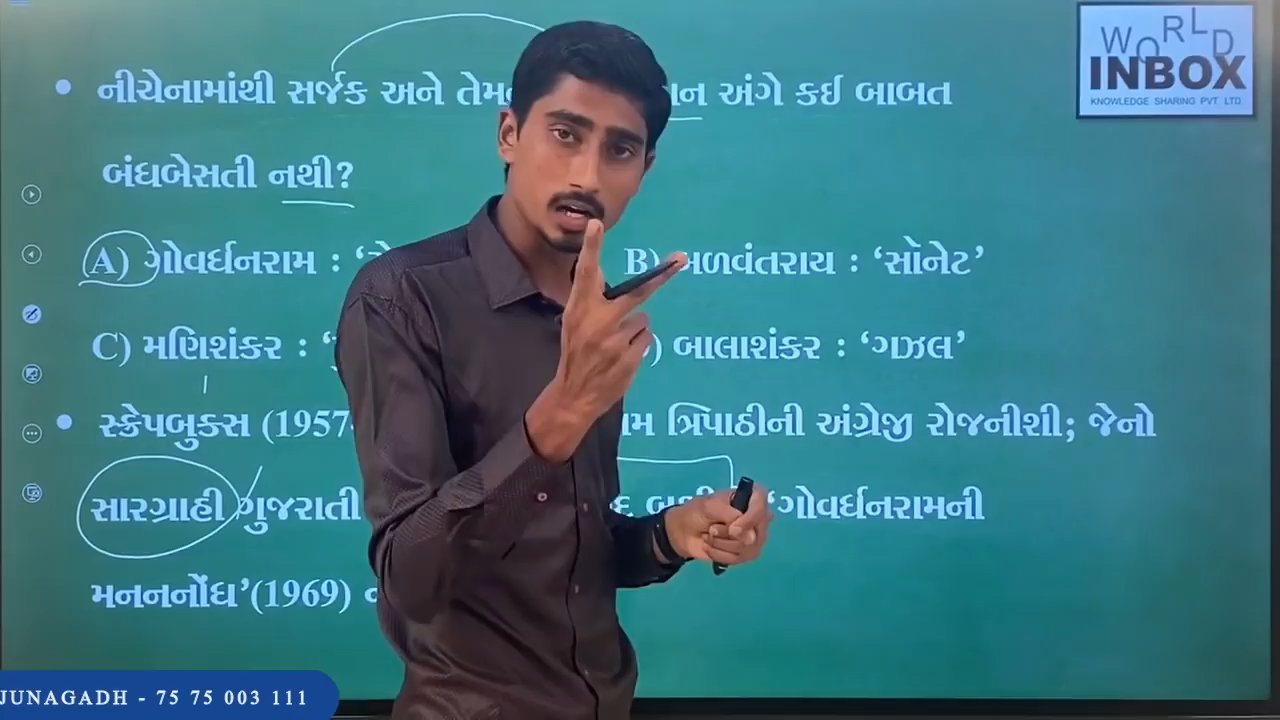 WORLD
INBOX
KNOWLEDGE SHARING PVT LTD.
નીચેનામાંથી સર્જક અને અંગે કઈ બાબત
બંધબેસતી નથી?
A) ગોવર્ધનરામ : B) બળવંતરાય : ‘સૉનેટ’
C) મણિશંકર : બાલાશંકર : ‘ગઝલ’
સ્ક્રેપબુક્સ (1957- ત્રિપાઠીની અંગ્રેજી રોજનીશી; જેનો
સારગ્રાહી ગુજરાતી ‘ગોવર્ધનરામની
મનનનોંધ’(1969)
JUNAGADH - 75 75 003 111